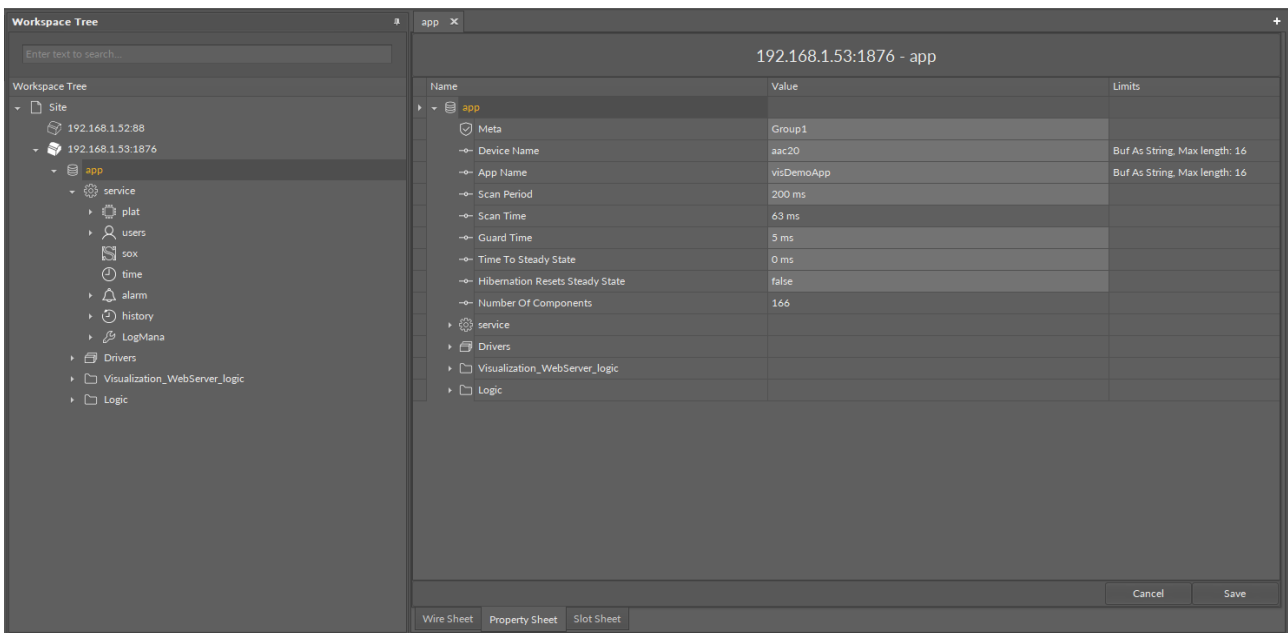 Workspace Tree
Enter text to search...
Workspace Tree
Site
192.168.1.52:88
192.168.1.53:1876
app
service
plat
users
sox
time
alarm
history
LogMana
Drivers
Visualization_WebServer_logic
Logic
app
192.168.1.53:1876 - app
Name Value Limits
app
Meta Group1
Device Name aac20 Buf As String, Max length: 16
App Name visDemoApp Buf As String, Max length: 16
Scan Period 200 ms
Scan Time 63 ms
Guard Time 5 ms
Time To Steady State 0 ms
Hibernation Resets Steady State false
Number Of Components 166
service
Drivers
Visualization_WebServer_logic
Logic
Cancel Save
Wire Sheet Property Sheet Slot Sheet